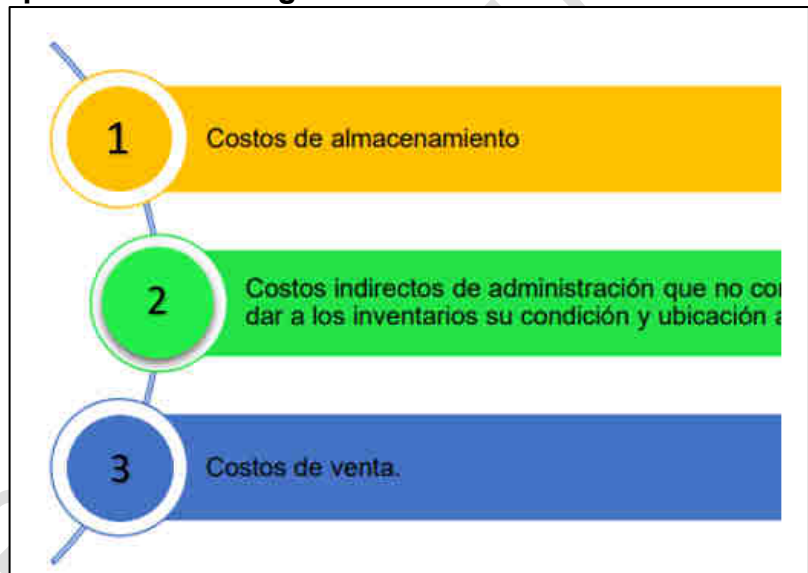 1
Costos de almacenamiento
2
Costos indirectos de administración que no
dar a los inventarios su condición y ubicación
3
Costos de venta.